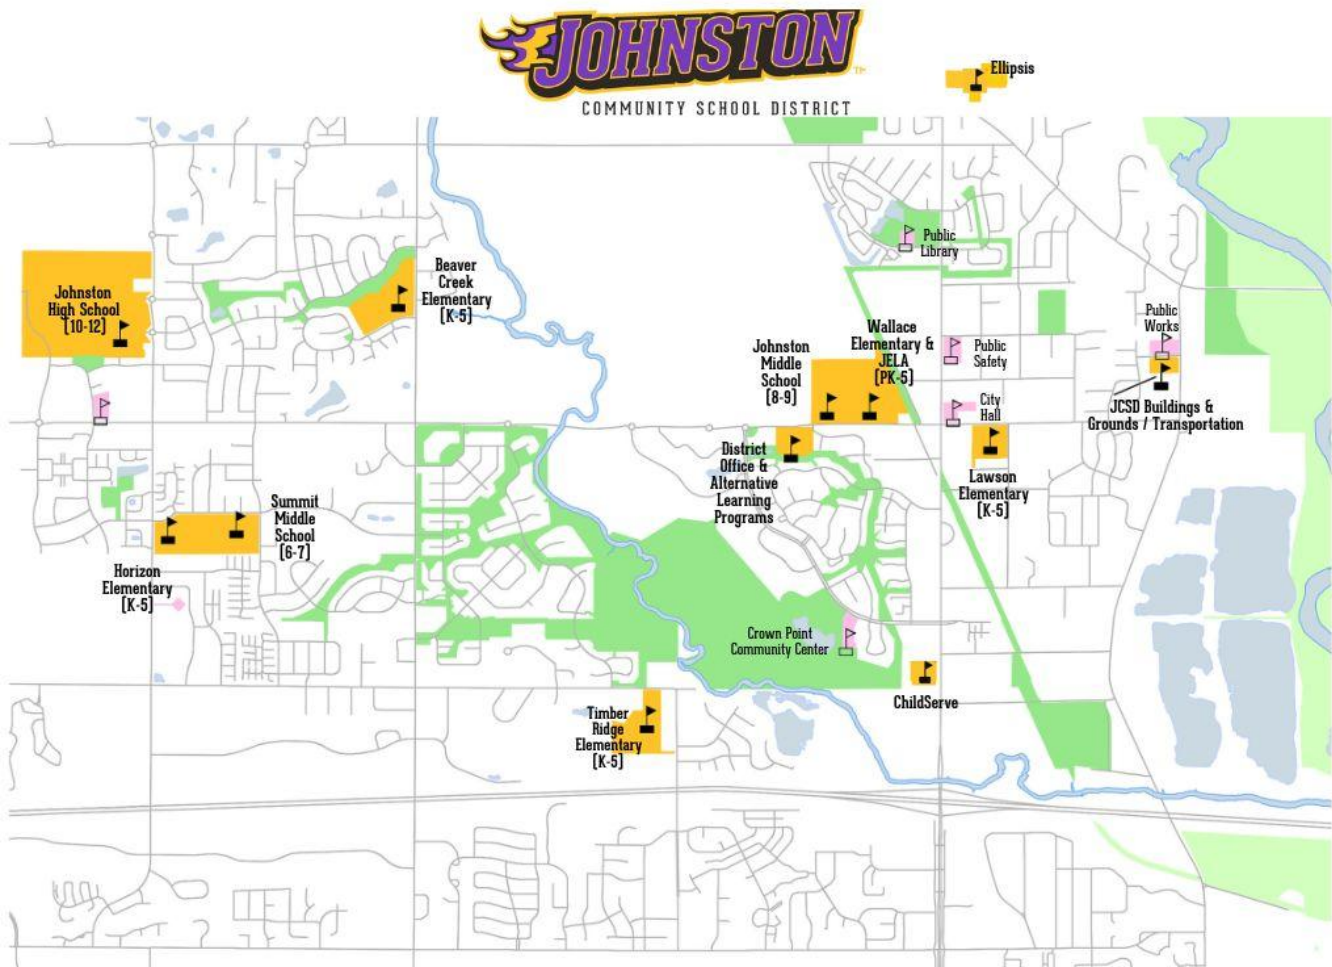 JOHNSTON
TM
COMMUNITY SCHOOL DISTRICT
Ellipsis
Public
Library
Beaver
Creek
Elementary
[K-5]
Johnston
High School
[10-12]
Public
Works
Wallace
Elementary &
JELA
[PK-5]
Johnston
Middle
School
[8-9]
Public
Safety
City
Hall
JCSD Buildings &
Grounds / Transportation
District
Office &
Alternative
Learning
Programs
Lawson
Elementary
[K-5]
Summit
Middle
School
[6-7]
Horizon
Elementary
[K-5]
Crown Point
Community Center
ChildServe
Timber
Ridge
Elementary
[K-5]